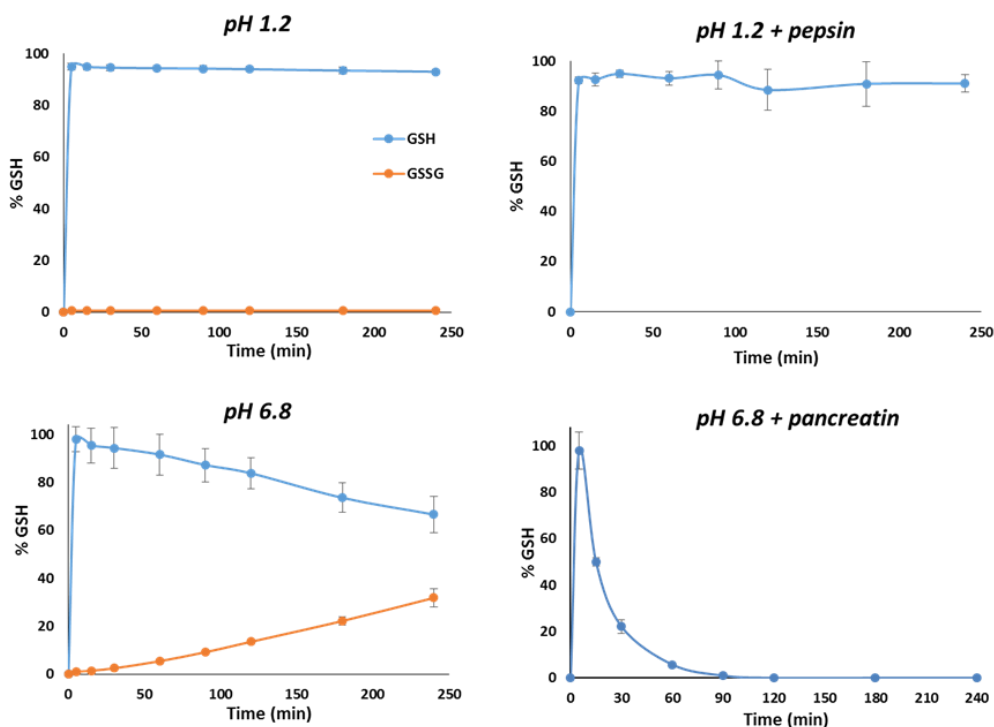 pH 1.2
100
80
60
40
20
0
% GSH
GSH
GSSG
0 50 100 150 200 250
Time (min)
pH 1.2 + pepsin
100
80
60
40
20
0
% GSH
0 50 100 150 200 250
Time (min)
pH 6.8
100
80
60
40
20
0
% GSH
0 50 100 150 200 250
Time (min)
pH 6.8 + pancreatin
100
80
60
40
20
0
% GSH
0 30 60 90 120 150 180 210 240
Time (min)